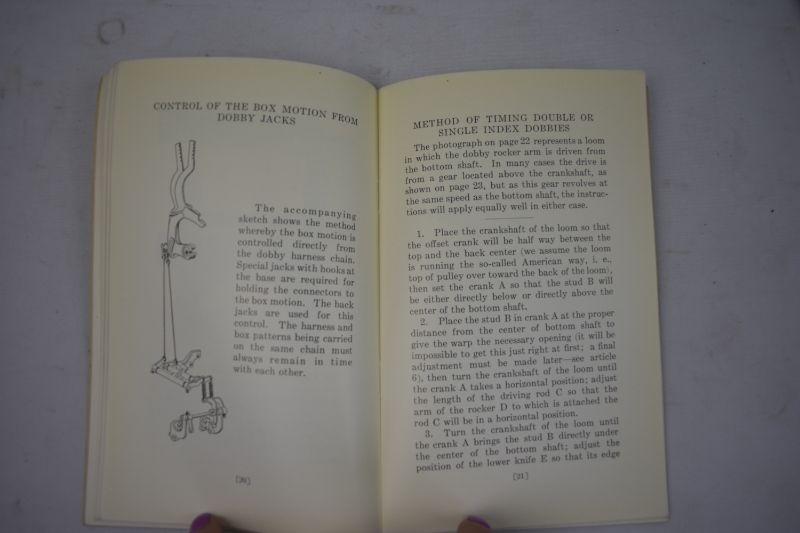 CONTROL OF THE BOX MOTION FROM
DOBBY JACKS
The accompanying
sketch shows the method
whereby the box motion is
controlled directly from
the dobby harness chain.
Special jacks with hooks at
the base are required for
holding the connectors to
the box motion. The back
jacks are used for this
control. The harness and
box patterns being carried
on the same chain must
always remain in time
with each other.
[20]
METHOD OF TIMING DOUBLE OR
SINGLE INDEX DOBBIES
The photograph on page 22 represents a loom
in which the dobby rocker arm is driven from
the bottom shaft. In many cases the drive is
from a gear located above the crankshaft, as
shown on page 23, but as this gear revolves at
the same speed as the bottom shaft, the instruc-
tions will apply equally well in either case.
1. Place the crankshaft of the loom so that
the offset crank will be half way between the
top and the back center (we assume the loom
is running the so-called American way, i. e.,
top of pulley over toward the back of the loom),
then set the crank A so that the stud B will
be either directly below or directly above the
center of the bottom shaft.
2. Place the stud B in crank A at the proper
distance from the center of bottom shaft to
give the warp the necessary opening (it will be
impossible to get this just right at first; a final
adjustment must be made later—see article
6), then turn the crankshaft of the loom until
the crank A takes a horizontal position; adjust
the length of the driving rod C so that the
arm of the rocker D to which is attached the
rod C will be in a horizontal position.
3. Turn the crankshaft of the loom until
the crank A brings the stud B directly under
the center of the bottom shaft; adjust the
position of the lower knife E so that its edge
[21]